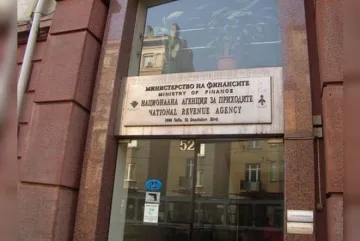 МИНИСТЕРСТВО НА ФИНАНСИТЕ
MINISTRY OF FINANCE
НАЦИОНАЛНА АГЕНЦИЯ ЗА ПРИХОДИТЕ
NATIONAL REVENUE AGENCY
52